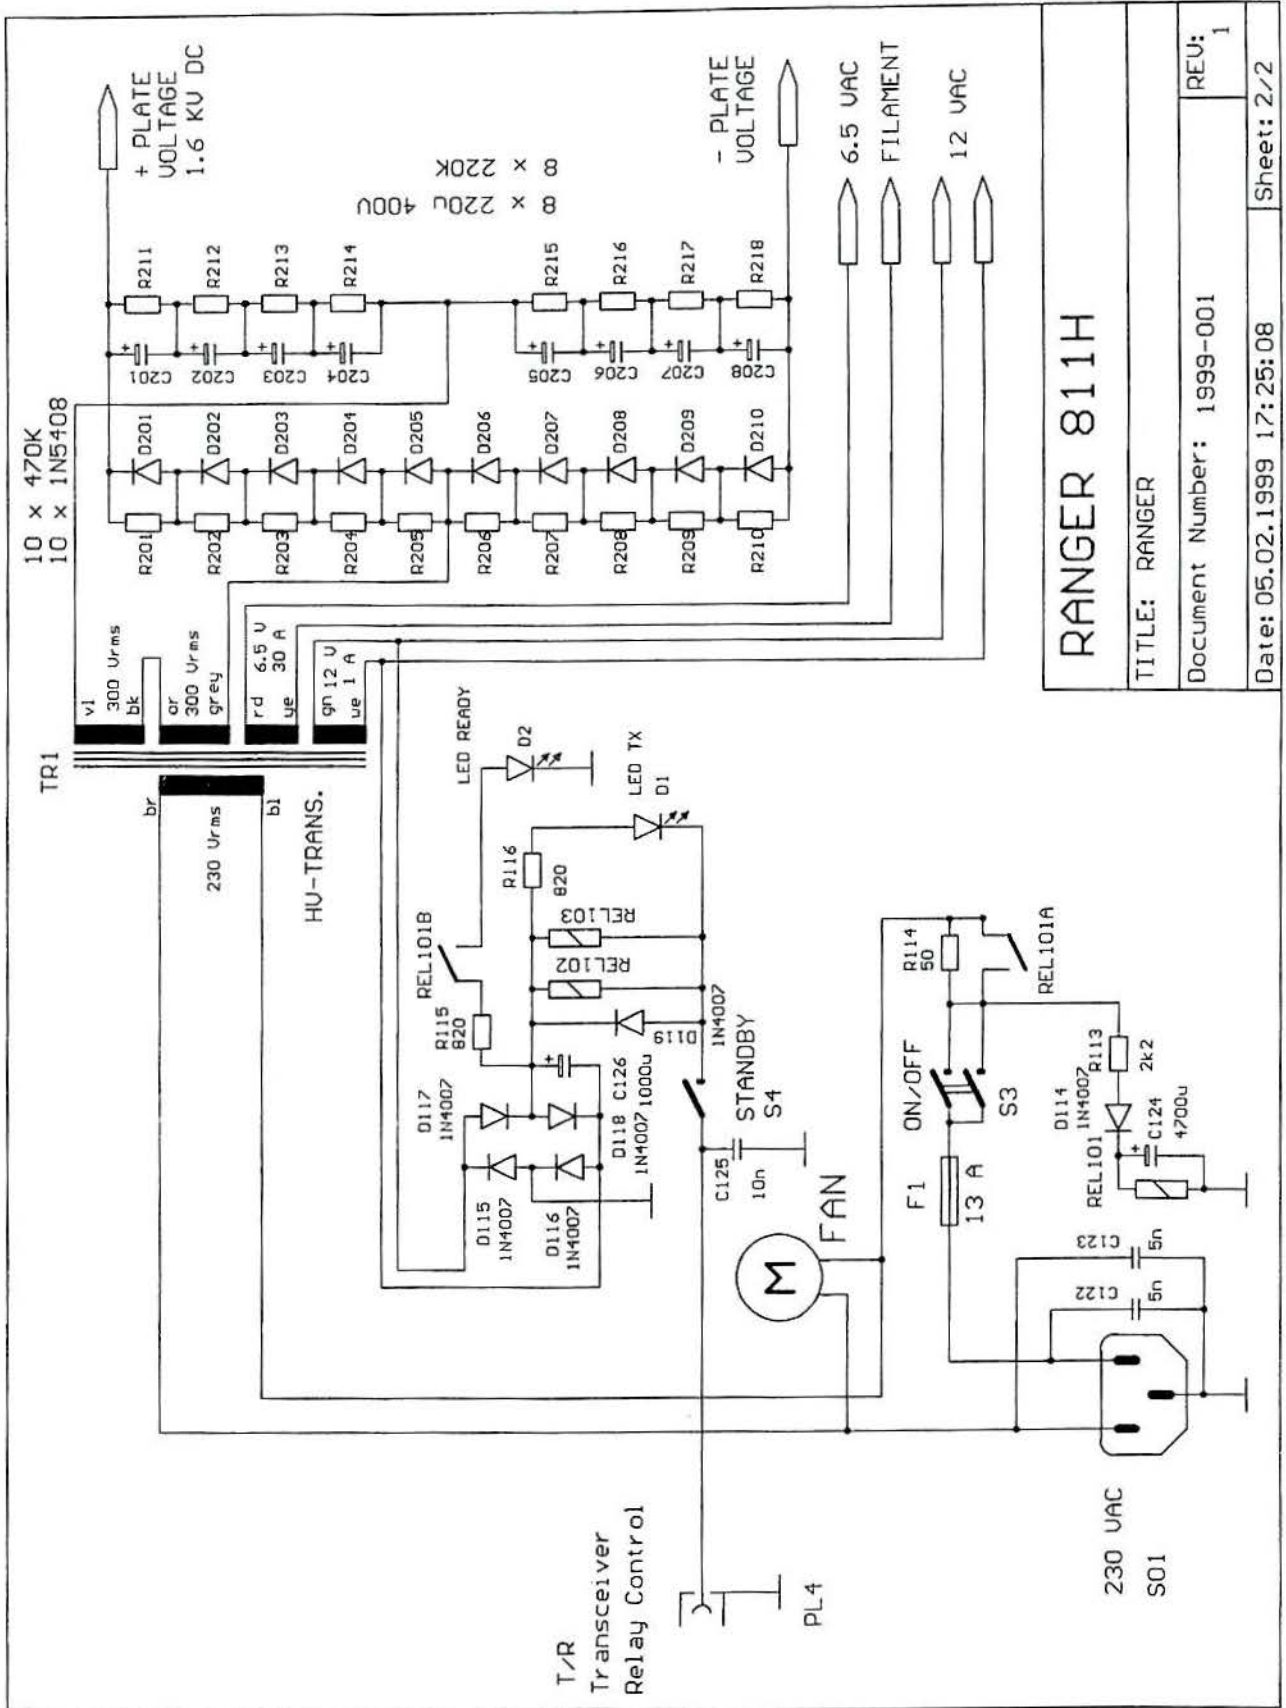 TR1
10 x 470K
10 x 1N5408
vl
300 Vrms
bk
or
300 Vrms
grey
rd
6.5 V
30 A
ye
gn
12 V
we
1 A
br
230 Vrms
bl
HV-TRANS.
R201
R202
R203
R204
R205
R206
R207
R208
R209
R210
D201
D202
D203
D204
D205
D206
D207
D208
D209
D210
C201
C202
C203
C204
C205
C206
C207
C208
R211
R212
R213
R214
R215
R216
R217
R218
+ PLATE
VOLTAGE
1.6 KV DC
8 x 220u 400V
8 x 220K
- PLATE
VOLTAGE
6.5 VAC
FILAMENT
12 VAC
LED READY
D2
LED TX
D1
REL101B
R115
820
R116
820
REL103
REL102
D119
1N4007
D117
1N4007
D118
1N4007
C126
1000u
D115
1N4007
D116
1N4007
STANDBY
S4
C125
10n
M
FAN
T/R
Transceiver
Relay Control
PL4
230 VAC
SO1
F1
13 A
ON/OFF
S3
R114
50
REL101A
R113
2k2
D114
1N4007
C124
4700u
REL101
C123
5n
C122
5n
RANGER 811H
TITLE: RANGER
Document Number: 1999-001
REV:
1
Date: 05.02.1999 17:25:08
Sheet: 2/2